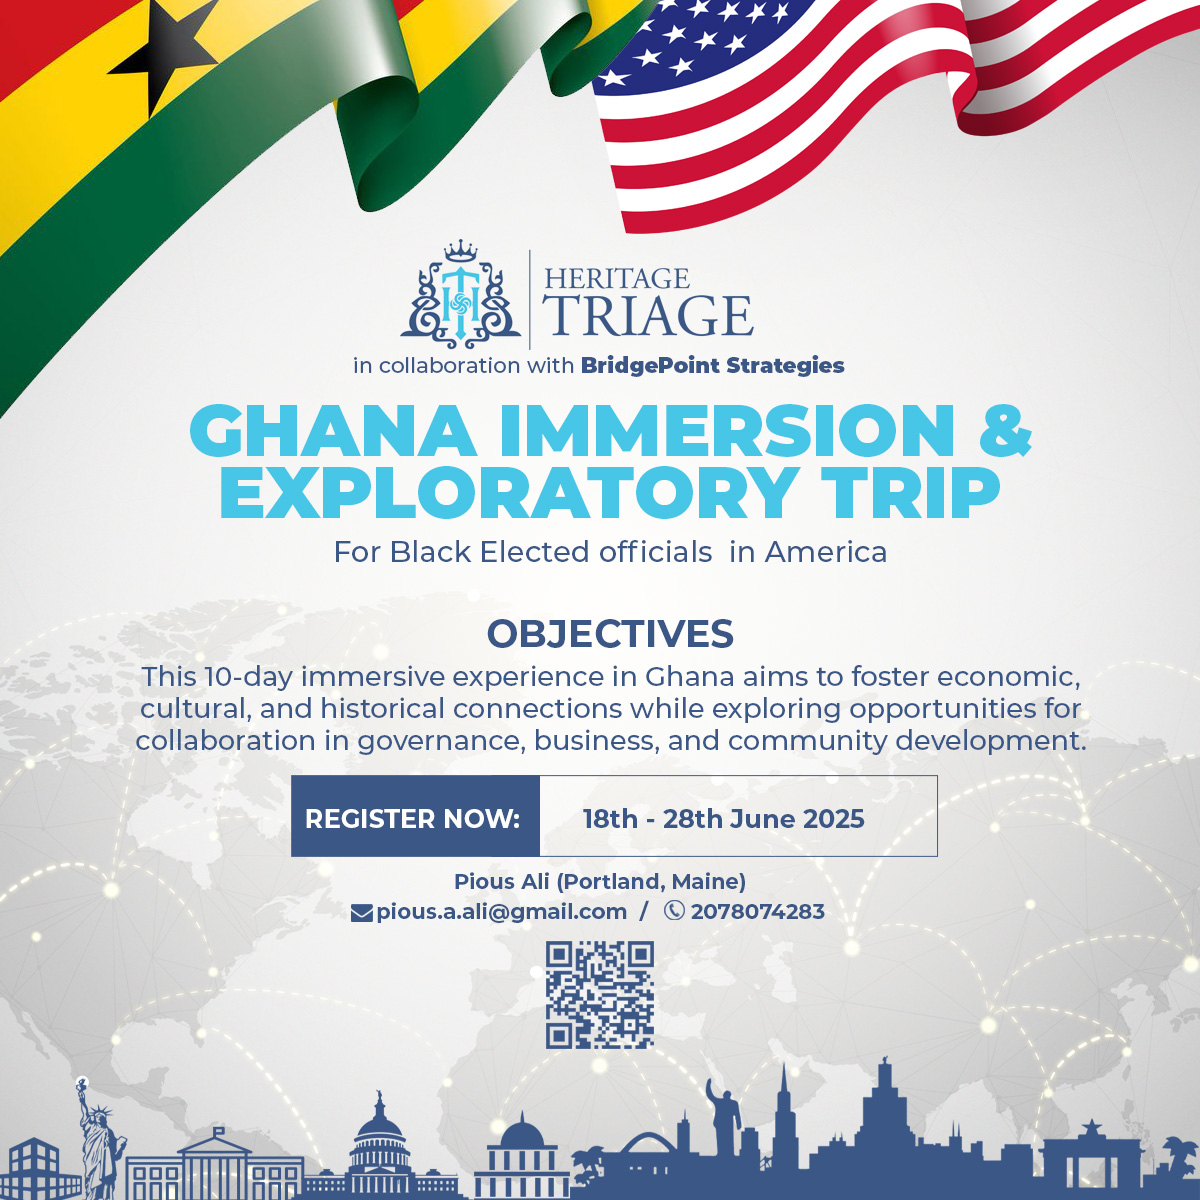 HERITAGE
TRIAGE
in collaboration with BridgePoint Strategies
GHANA IMMERSION &
EXPLORATORY TRIP
For Black Elected officials in America
OBJECTIVES
This 10-day immersive experience in Ghana aims to foster economic,
cultural, and historical connections while exploring opportunities for
collaboration in governance, business, and community development.
REGISTER NOW: 18th - 28th June 2025
Pious Ali (Portland, Maine)
pious.a.ali@gmail.com / 2078074283